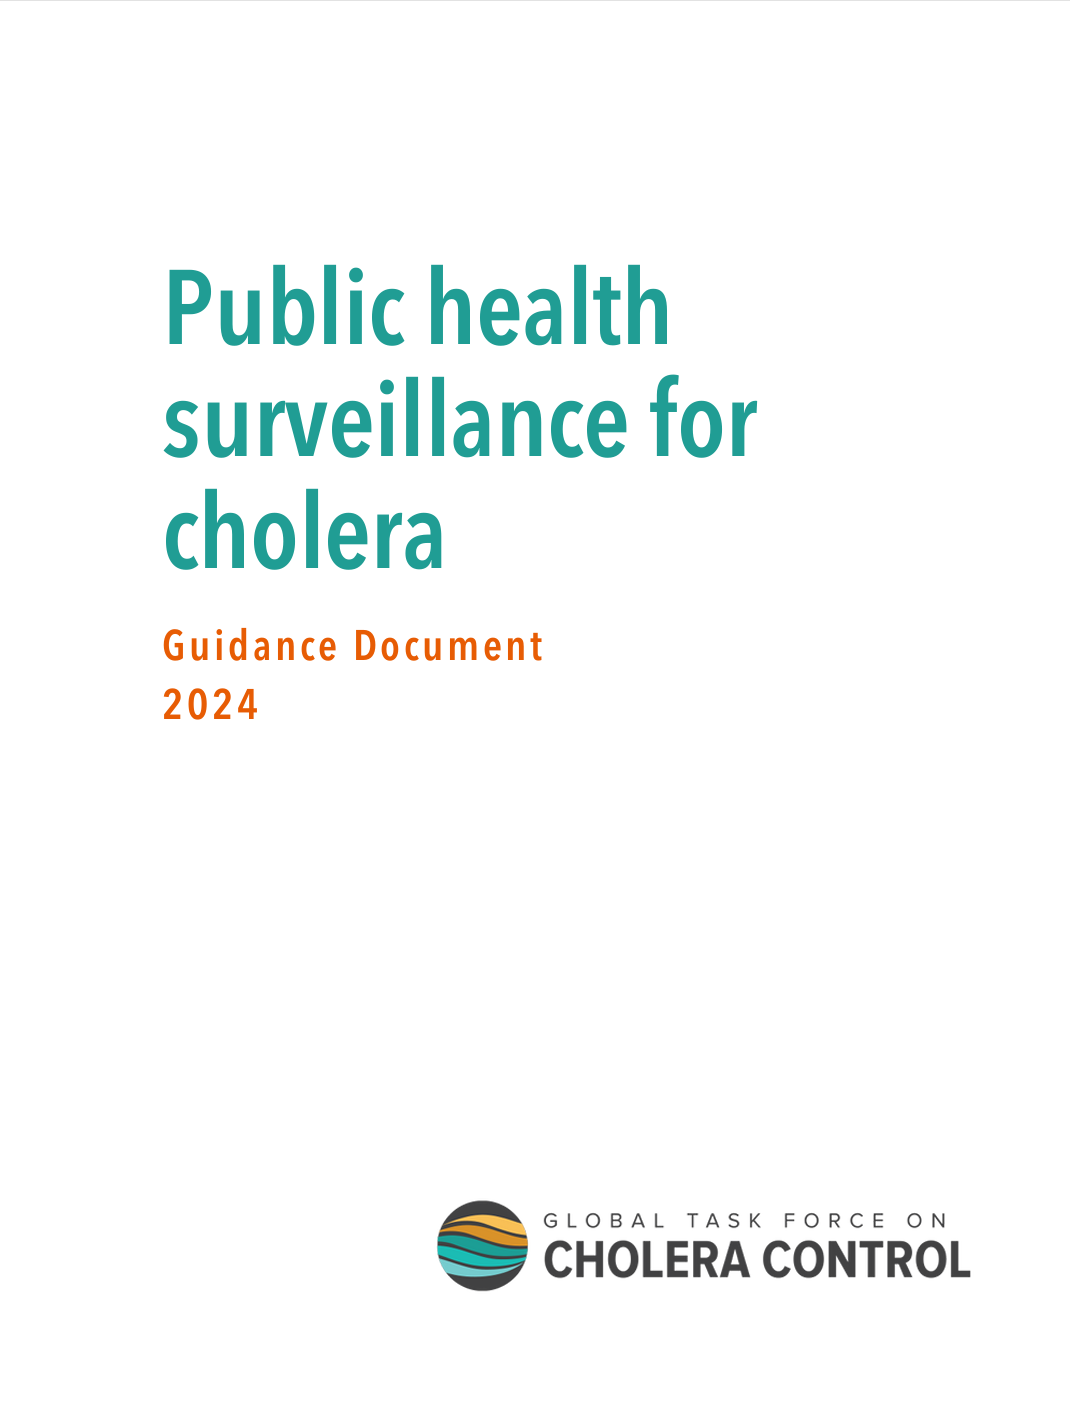 Public health
surveillance for
cholera
Guidance Document
2024
GLOBAL TASK FORCE ON
CHOLERA CONTROL